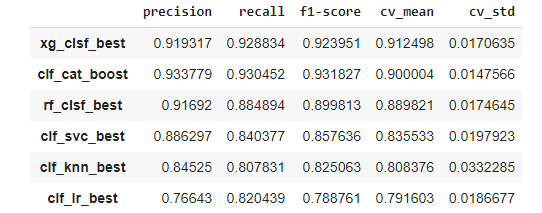 precision recall f1-score cv_mean cv_std
xg_clsf_best 0.919317 0.928834 0.923951 0.912498 0.0170635
clf_cat_boost 0.933779 0.930452 0.931827 0.900004 0.0147566
rf_clsf_best 0.91692 0.884894 0.899813 0.889821 0.0174645
clf_svc_best 0.886297 0.840377 0.857636 0.835533 0.0197923
clf_knn_best 0.84525 0.807831 0.825063 0.808376 0.0332285
clf_lr_best 0.76643 0.820439 0.788761 0.791603 0.0186677